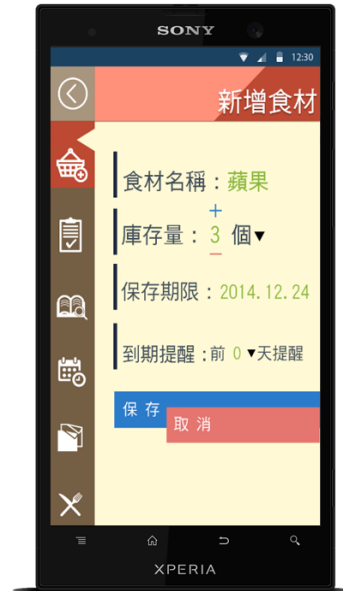 SONY
12:30
新增食材
食材名稱：蘋果
+
庫存量： 3 個▼
−
保存期限：2014.12.24
到期提醒：前 0 ▼天提醒
保存
取消
XPERIA